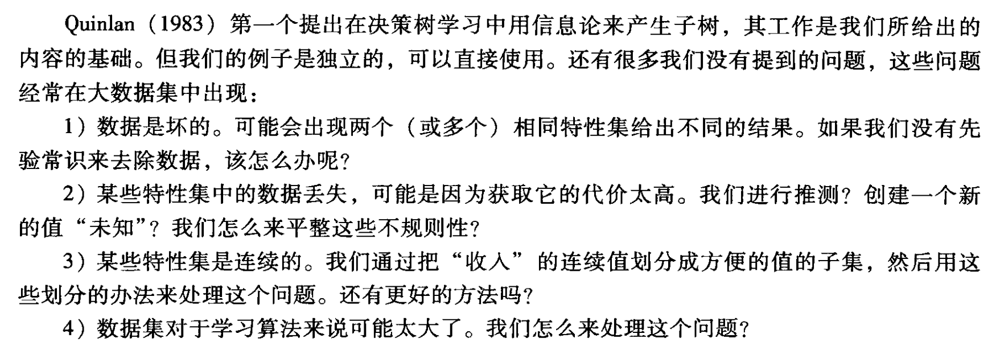 Quinlan（1983）第一个提出在决策树学习中用信息论来产生子树，其工作是我们所给出的
内容的基础。但我们的例子是独立的，可以直接使用。还有很多我们没有提到的问题，这些问题
经常在大数据集中出现：
1）数据是坏的。可能会出现两个（或多个）相同特性集给出不同的结果。如果我们没有先
验常识来去除数据，该怎么办呢？
2）某些特性集中的数据丢失，可能是因为获取它的代价太高。我们进行推测？创建一个新
的值“未知”？我们怎么来平整这些不规则性？
3）某些特性集是连续的。我们通过把“收入”的连续值划分成方便的值的子集，然后用这
些划分的办法来处理这个问题。还有更好的方法吗？
4）数据集对于学习算法来说可能太大了。我们怎么来处理这个问题？